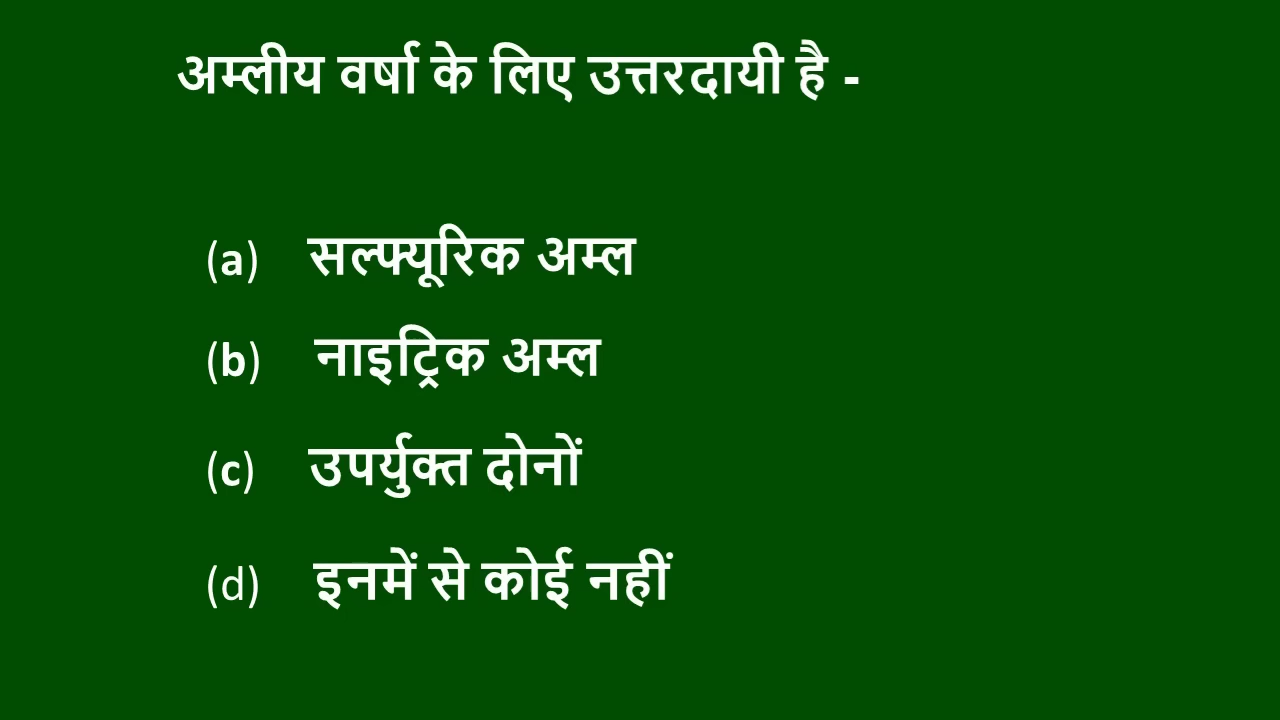 अम्लीय वर्षा के लिए उत्तरदायी है -
(a) सल्फ्यूरिक अम्ल
(b) नाइट्रिक अम्ल
(c) उपर्युक्त दोनों
(d) इनमें से कोई नहीं